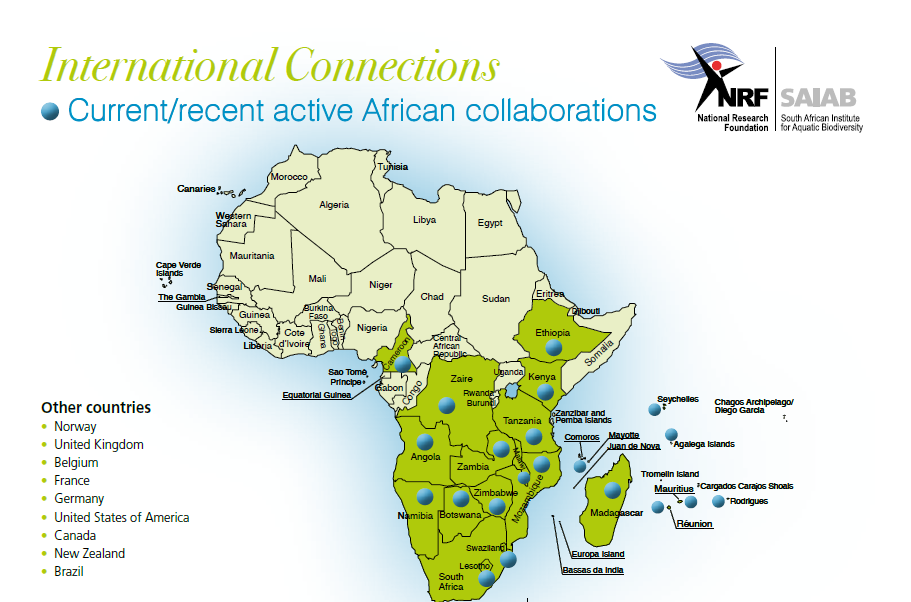 International Connections
Current/recent active African collaborations
NRF
National Research
Foundation
SAIAB
South African Institute
for Aquatic Biodiversity
Tunisia
Morocco
Canaries
Algeria
Libya
Egypt
Western
Sahara
Mauritania
Cape Verde
Islands
Mali
Niger
Chad
Sudan
Eritrea
Senegal
The Gambia
Guinea Bissau
Guinea
Burkina
Faso
Djibouti
Sierra Leone
Liberia
Cote
d'Ivoire
Ghana
Togo
Benin
Nigeria
Cameroon
Central
African
Republic
Ethiopia
Somalia
Sao Tome
Principe
Equatorial Guinea
Gabon
Congo
Zaire
Uganda
Kenya
Rwanda
Burundi
Tanzania
Zanzibar and
Pemba Islands
Seychelles
Chagos Archipelago/
Diego Garcia
Comoros
Mayotte
Juan de Nova
Agalega Islands
Angola
Zambia
Malawi
Mozambique
Tromelin Island
Mauritius
Cargados Carajos Shoals
Rodrigues
Réunion
Madagascar
Namibia
Botswana
Zimbabwe
Europa Island
Bassas da India
Swaziland
Lesotho
South
Africa
Other countries
• Norway
• United Kingdom
• Belgium
• France
• Germany
• United States of America
• Canada
• New Zealand
• Brazil